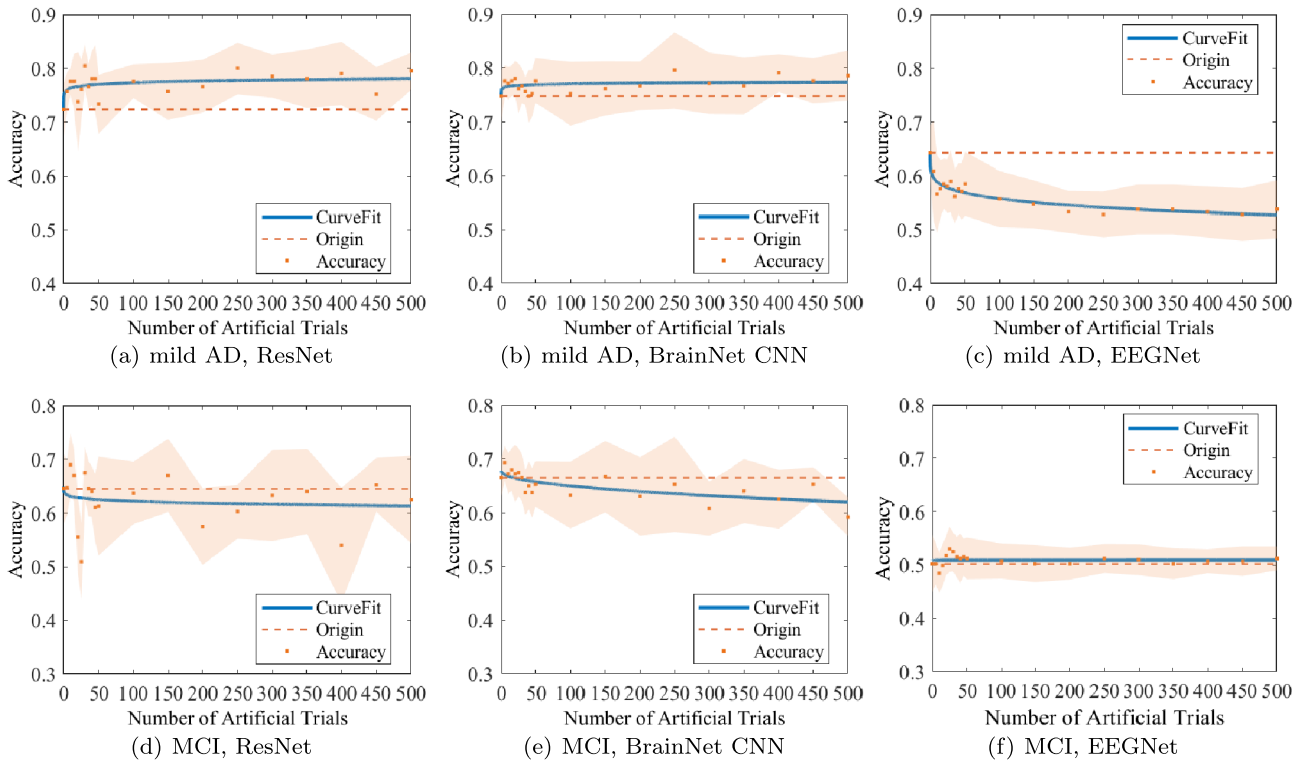 0.9
0.8
0.7
0.6
0.5
0.4
Accuracy
CurveFit
Origin
Accuracy
0 50 100 150 200 250 300 350 400 450 500
Number of Artificial Trials
(a) mild AD, ResNet
0.9
0.8
0.7
0.6
0.5
0.4
Accuracy
CurveFit
Origin
Accuracy
0 50 100 150 200 250 300 350 400 450 500
Number of Artificial Trials
(b) mild AD, BrainNet CNN
0.9
0.8
0.7
0.6
0.5
0.4
Accuracy
CurveFit
Origin
Accuracy
0 50 100 150 200 250 300 350 400 450 500
Number of Artificial Trials
(c) mild AD, EEGNet
0.8
0.7
0.6
0.5
0.4
0.3
Accuracy
CurveFit
Origin
Accuracy
0 50 100 150 200 250 300 350 400 450 500
Number of Artificial Trials
(d) MCI, ResNet
0.8
0.7
0.6
0.5
0.4
0.3
Accuracy
CurveFit
Origin
Accuracy
0 50 100 150 200 250 300 350 400 450 500
Number of Artificial Trials
(e) MCI, BrainNet CNN
0.8
0.7
0.6
0.5
0.4
0.3
Accuracy
CurveFit
Origin
Accuracy
0 50 100 150 200 250 300 350 400 450 500
Number of Artificial Trials
(f) MCI, EEGNet